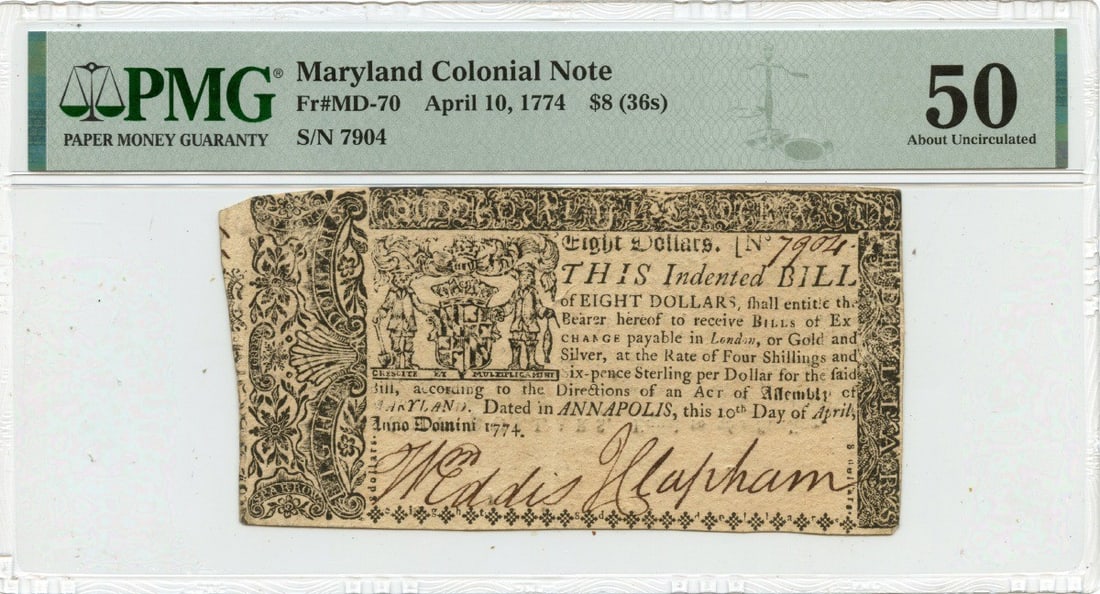 PMG® Maryland Colonial Note
Fr#MD-70 April 10, 1774 $8 (36s)
PAPER MONEY GUARANTY S/N 7904
50
About Uncirculated
Eight Dollars. [No 7904.
THIS Indented BILL
of EIGHT DOLLARS, ſhall entitle the
Bearer hereof to receive BILLS of Ex
CHANGE payable in London, or Gold and
Silver, at the Rate of Four Shillings and
Six-pence Sterling per Dollar for the ſaid
CRESCITE ET MULTIPLICAMINI
Bill, according to the Directions of an Act of Aſſembly of
MARYLAND. Dated in ANNAPOLIS, this 10th Day of April,
Anno Domini 1774.
WEddis JClapham